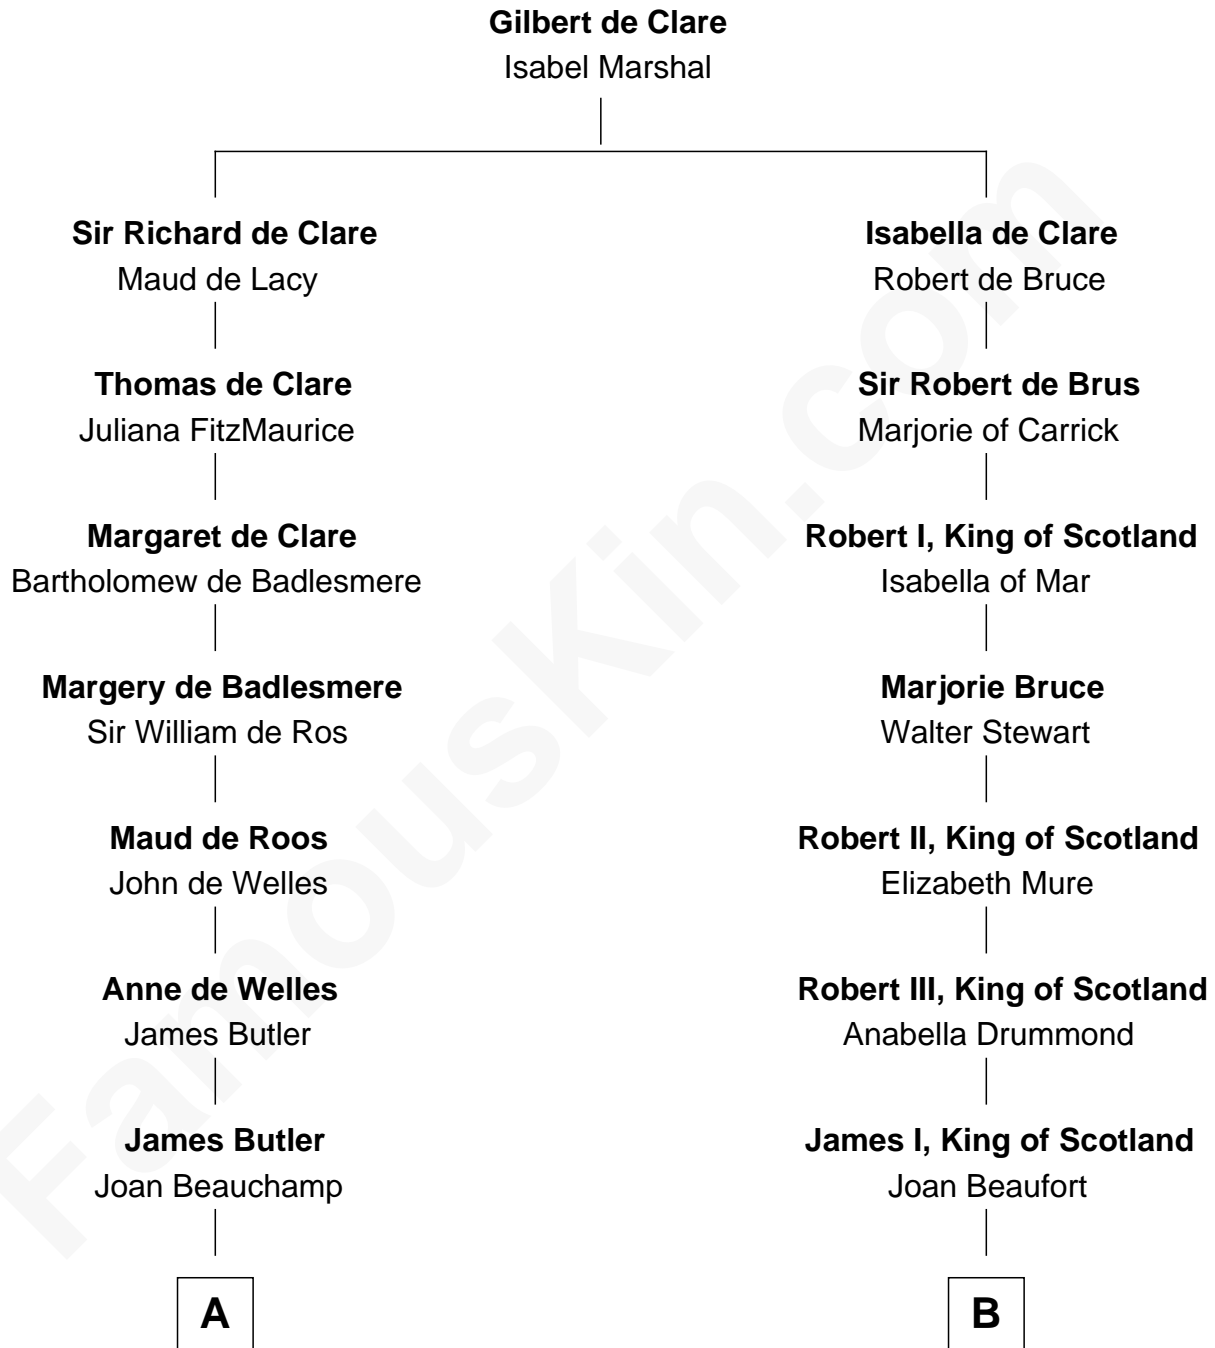 Gilbert de Clare
Isabel Marshal
Sir Richard de Clare
Maud de Lacy
Thomas de Clare
Juliana FitzMaurice
Margaret de Clare
Bartholomew de Badlesmere
Margery de Badlesmere
Sir William de Ros
Maud de Roos
John de Welles
Anne de Welles
James Butler
James Butler
Joan Beauchamp
A
Isabella de Clare
Robert de Bruce
Sir Robert de Brus
Marjorie of Carrick
Robert I, King of Scotland
Isabella of Mar
Marjorie Bruce
Walter Stewart
Robert II, King of Scotland
Elizabeth Mure
Robert III, King of Scotland
Anabella Drummond
James I, King of Scotland
Joan Beaufort
B
FamousKin.com